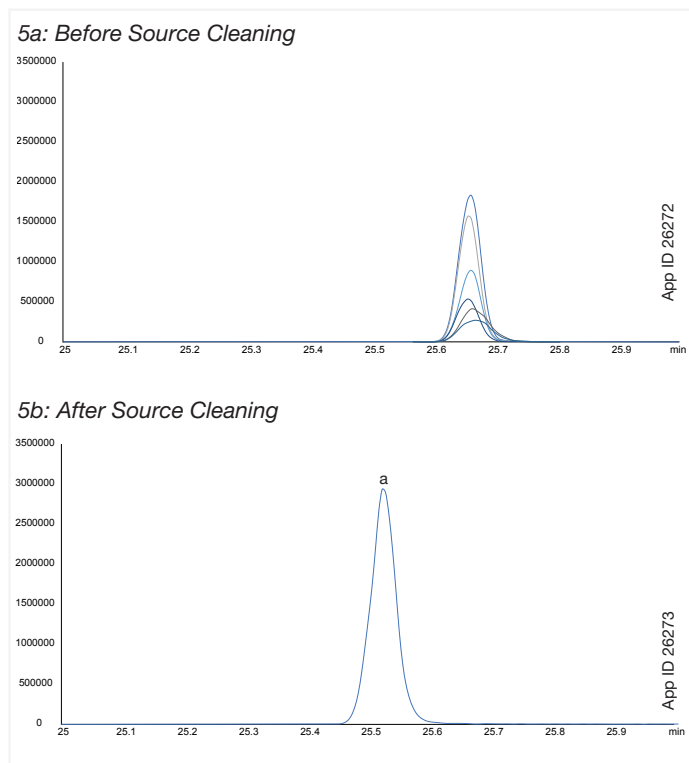 5a: Before Source Cleaning
3500000
3000000
2500000
2000000
1500000
1000000
500000
0
25 25.1 25.2 25.3 25.4 25.5 25.6 25.7 25.8 25.9 min
App ID 26272
5b: After Source Cleaning
3500000
3000000
2500000
2000000
1500000
1000000
500000
0
a
25 25.1 25.2 25.3 25.4 25.5 25.6 25.7 25.8 25.9 min
App ID 26273